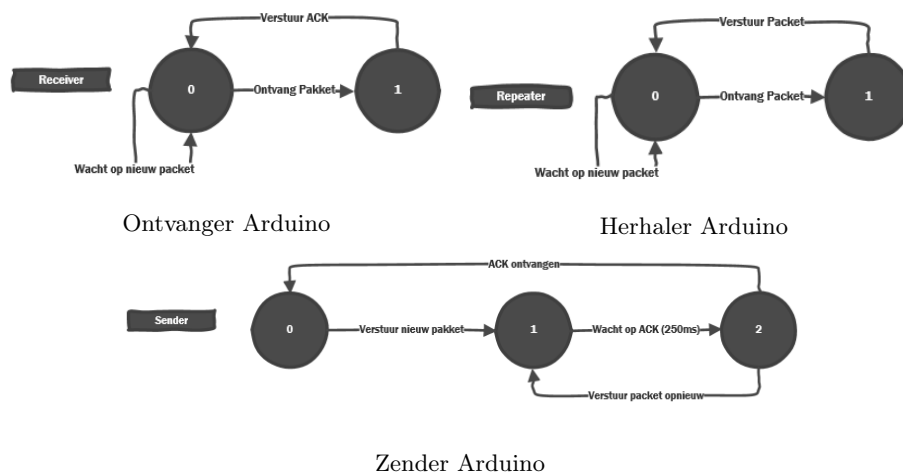 Verstuur ACK
Receiver
0
Ontvang Pakket
1
Wacht op nieuw packet
Ontvanger Arduino
Verstuur Packet
Repeater
0
Ontvang Packet
1
Wacht op nieuw packet
Herhaler Arduino
ACK ontvangen
Sender
0
Verstuur nieuw pakket
1
Wacht op ACK (250ms)
2
Verstuur packet opnieuw
Zender Arduino